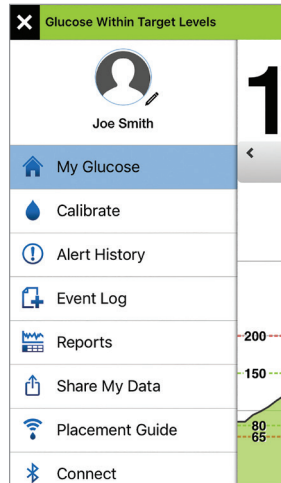 Glucose Within Target Levels
Joe Smith
1
My Glucose
Calibrate
Alert History
Event Log
Reports
200
Share My Data
150
Placement Guide
80
65
Connect